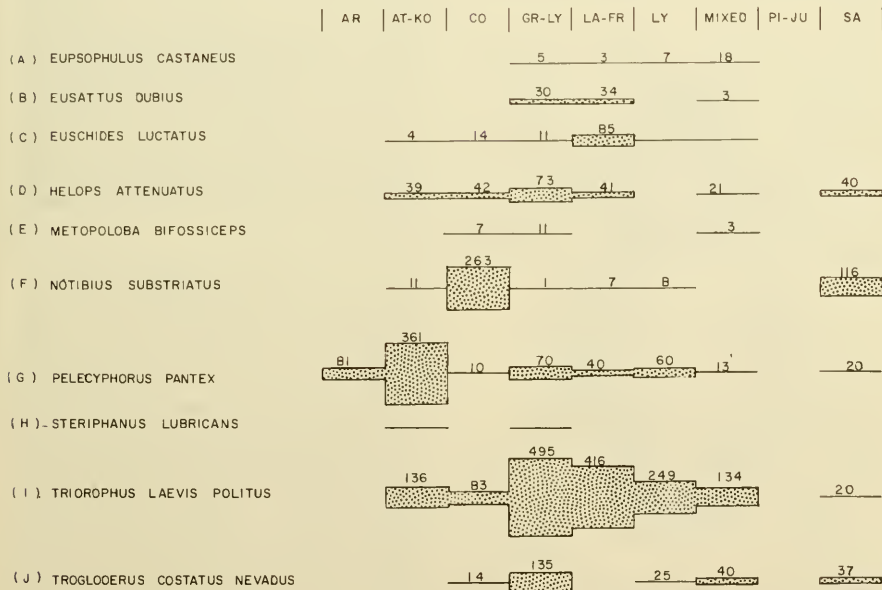 AR AT-KO CO GR-LY LA-FR LY MIXED PI-JU SA
(A) EUPSOPHULUS CASTANEUS 5 3 7 18
(B) EUSATTUS DUBIUS 30 34 3
(C) EUSCHIDES LUCTATUS 4 14 11 85
(D) HELOPS ATTENUATUS 39 42 73 41 21 40
(E) METOPOLOBA BIFOSSICEPS 7 11 3
(F) NOTIBIUS SUBSTRIATUS 11 263 1 7 8 116
(G) PELECYPHORUS PANTEX 81 361 10 70 40 60 13 20
(H) STERIPHANUS LUBRICANS
(I) TRIOROPHUS LAEVIS POLITUS 136 83 495 416 249 134 20
(J) TROGLODERUS COSTATUS NEVADUS 14 135 25 40 37